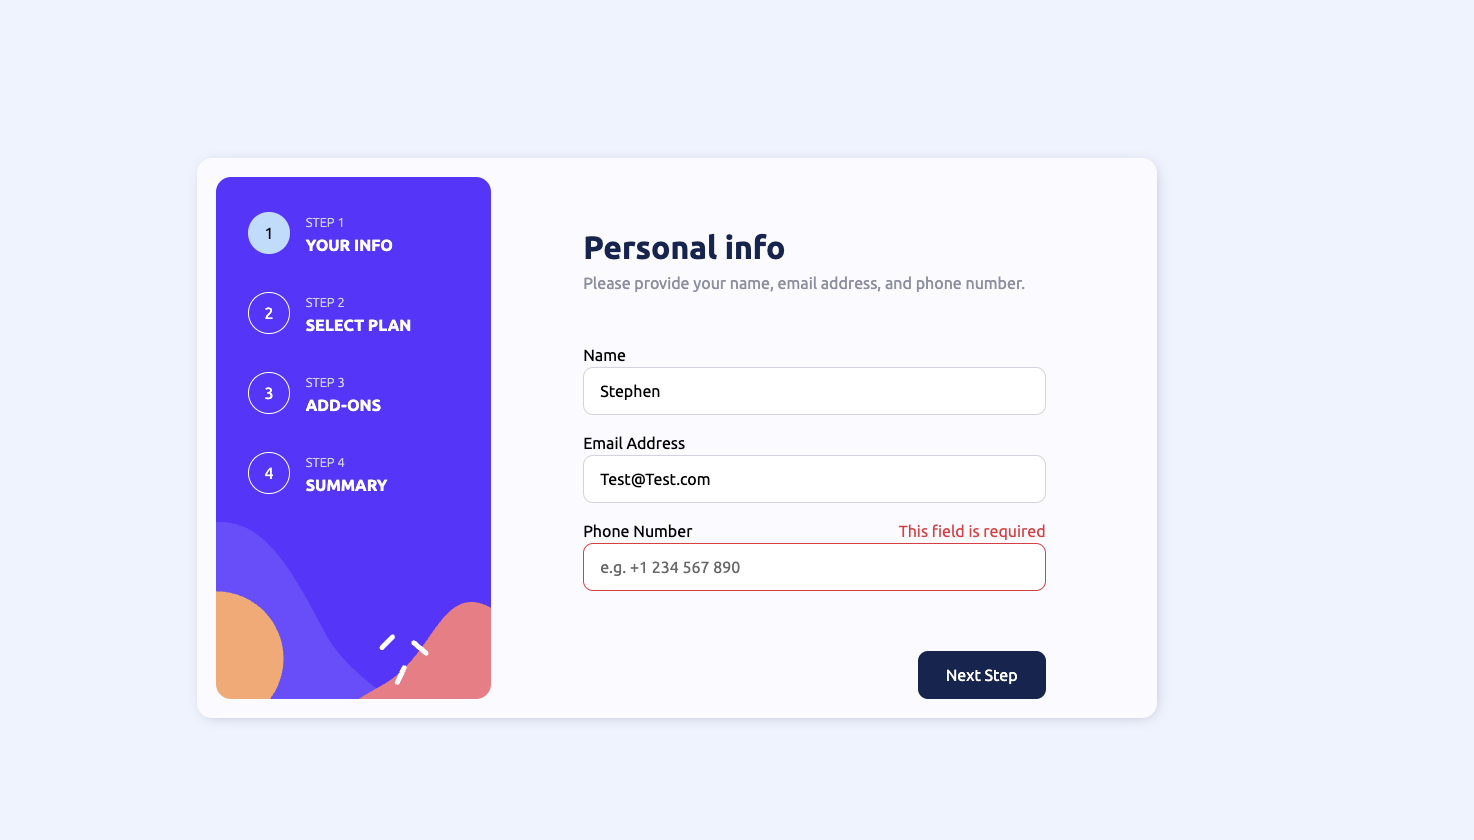 1
STEP 1
YOUR INFO
2
STEP 2
SELECT PLAN
3
STEP 3
ADD-ONS
4
STEP 4
SUMMARY
Personal info
Please provide your name, email address, and phone number.
Name
Stephen
Email Address
Test@Test.com
Phone Number This field is required
e.g. +1 234 567 890
Next Step